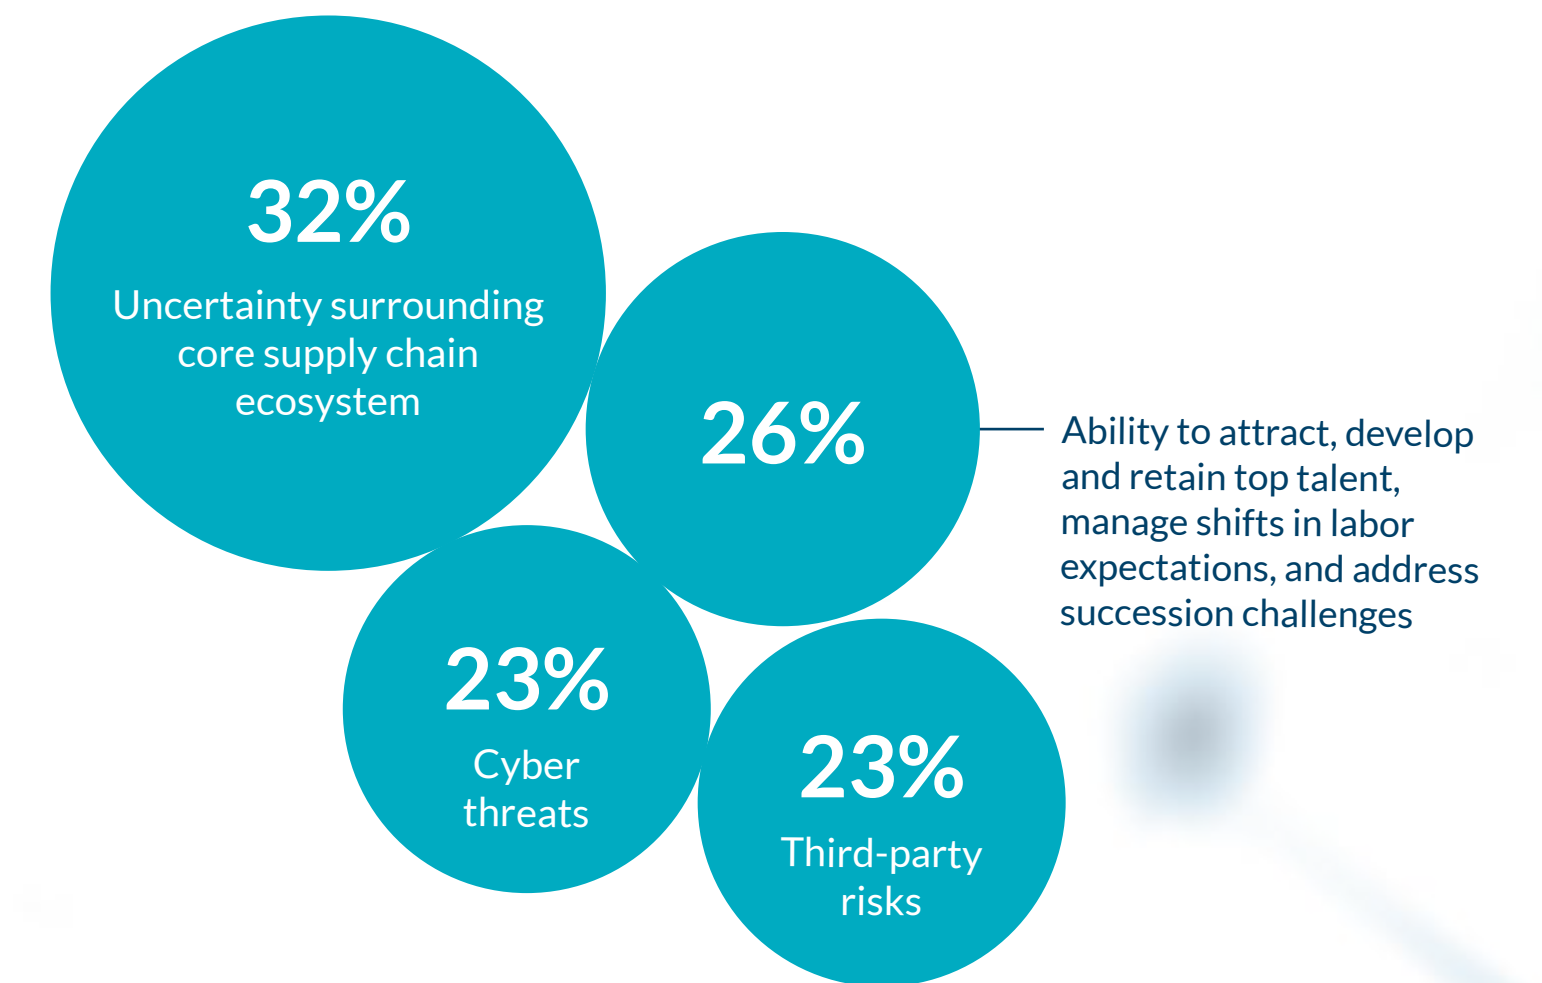 32%
Uncertainty surrounding
core supply chain
ecosystem
26%
Ability to attract, develop
and retain top talent,
manage shifts in labor
expectations, and address
succession challenges
23%
Cyber
threats
23%
Third-party
risks